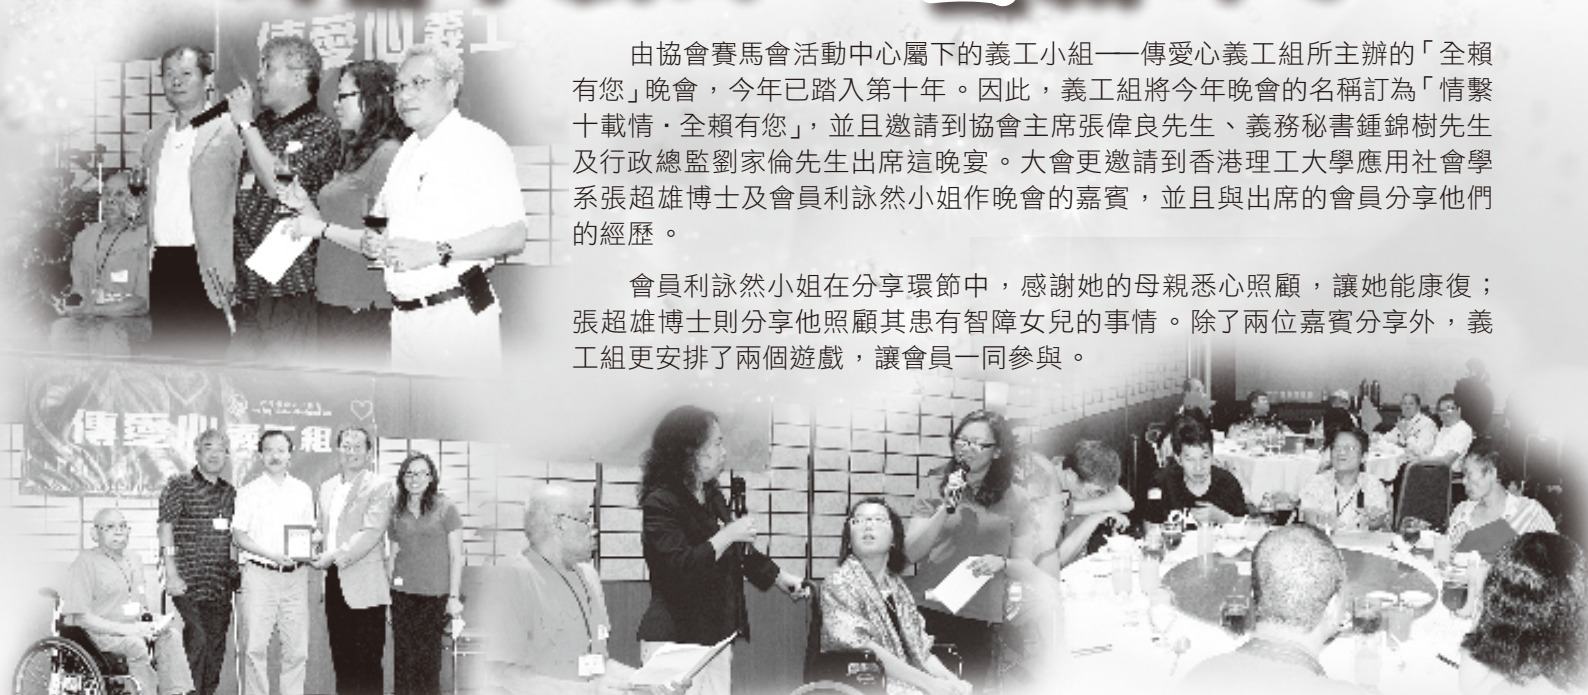 傳愛心義工
由協會賽馬會活動中心屬下的義工小組——傳愛心義工組所主辦的「全賴
有您」晚會，今年已踏入第十年。因此，義工組將今年晚會的名稱訂為「情繫
十載情．全賴有您」，並且邀請到協會主席張偉良先生、義務秘書鍾錦樹先生
及行政總監劉家倫先生出席這晚宴。大會更邀請到香港理工大學應用社會學
系張超雄博士及會員利詠然小姐作晚會的嘉賓，並且與出席的會員分享他們
的經歷。
會員利詠然小姐在分享環節中，感謝她的母親悉心照顧，讓她能康復；
張超雄博士則分享他照顧其患有智障女兒的事情。除了兩位嘉賓分享外，義
工組更安排了兩個遊戲，讓會員一同參與。
傳愛心義工組